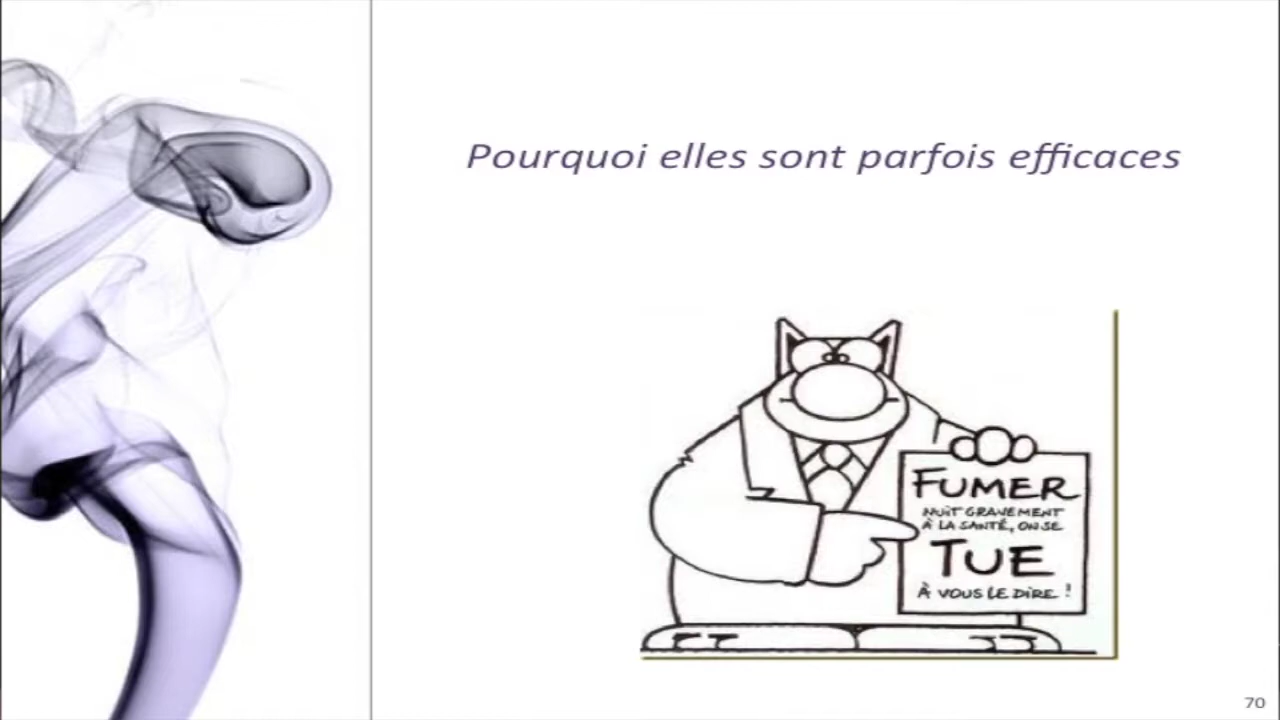 Pourquoi elles sont parfois efficaces
FUMER
NUIT GRAVEMENT
À LA SANTÉ, ON SE
TUE
À VOUS LE DIRE !
70